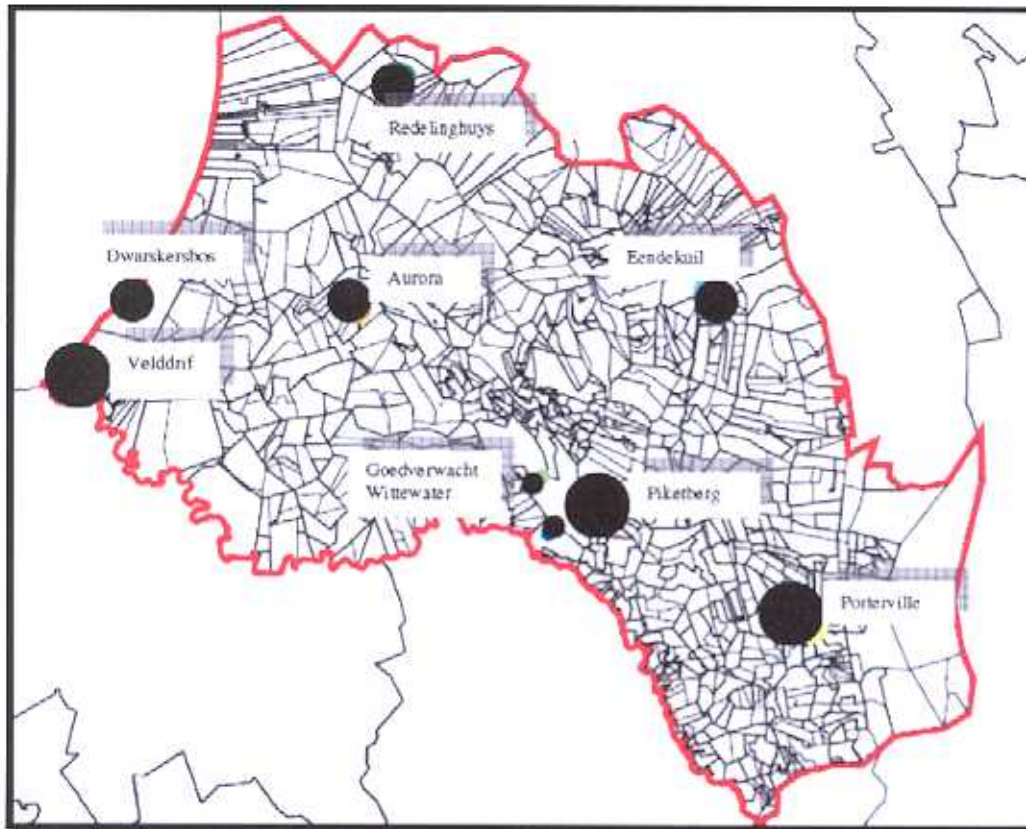 Redelinghuys
Dwarskersbos
Aurora
Eendekuil
Velddrif
Goedverwacht
Wittewater
Piketberg
Porterville